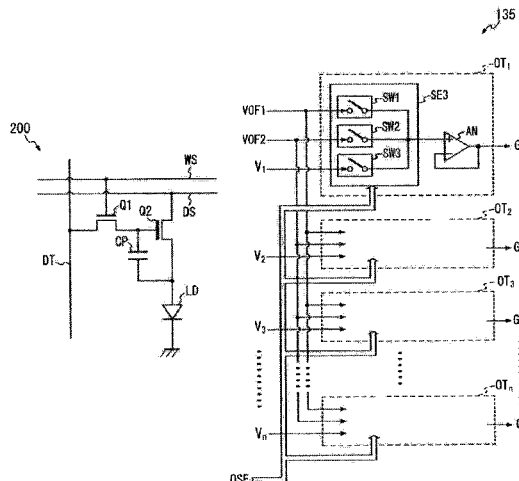 135
OT1
SE3
VOF1
SW1
VOF2
SW2
AN
V1
SW3
G
200
WS
DS
Q1
Q2
CP
DT
LD
OT2
V2
G
OT3
V3
G
OTn
Vn
G
OSE